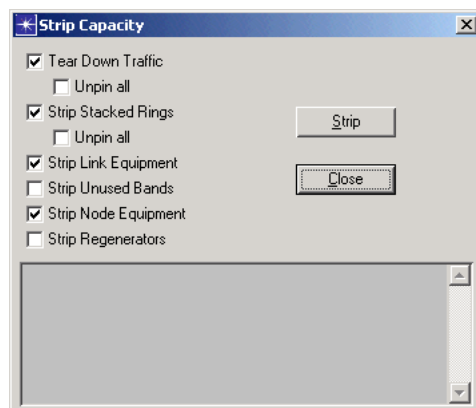 Strip Capacity
Tear Down Traffic
Unpin all
Strip Stacked Rings
Unpin all
Strip
Strip Link Equipment
Strip Unused Bands
Close
Strip Node Equipment
Strip Regenerators